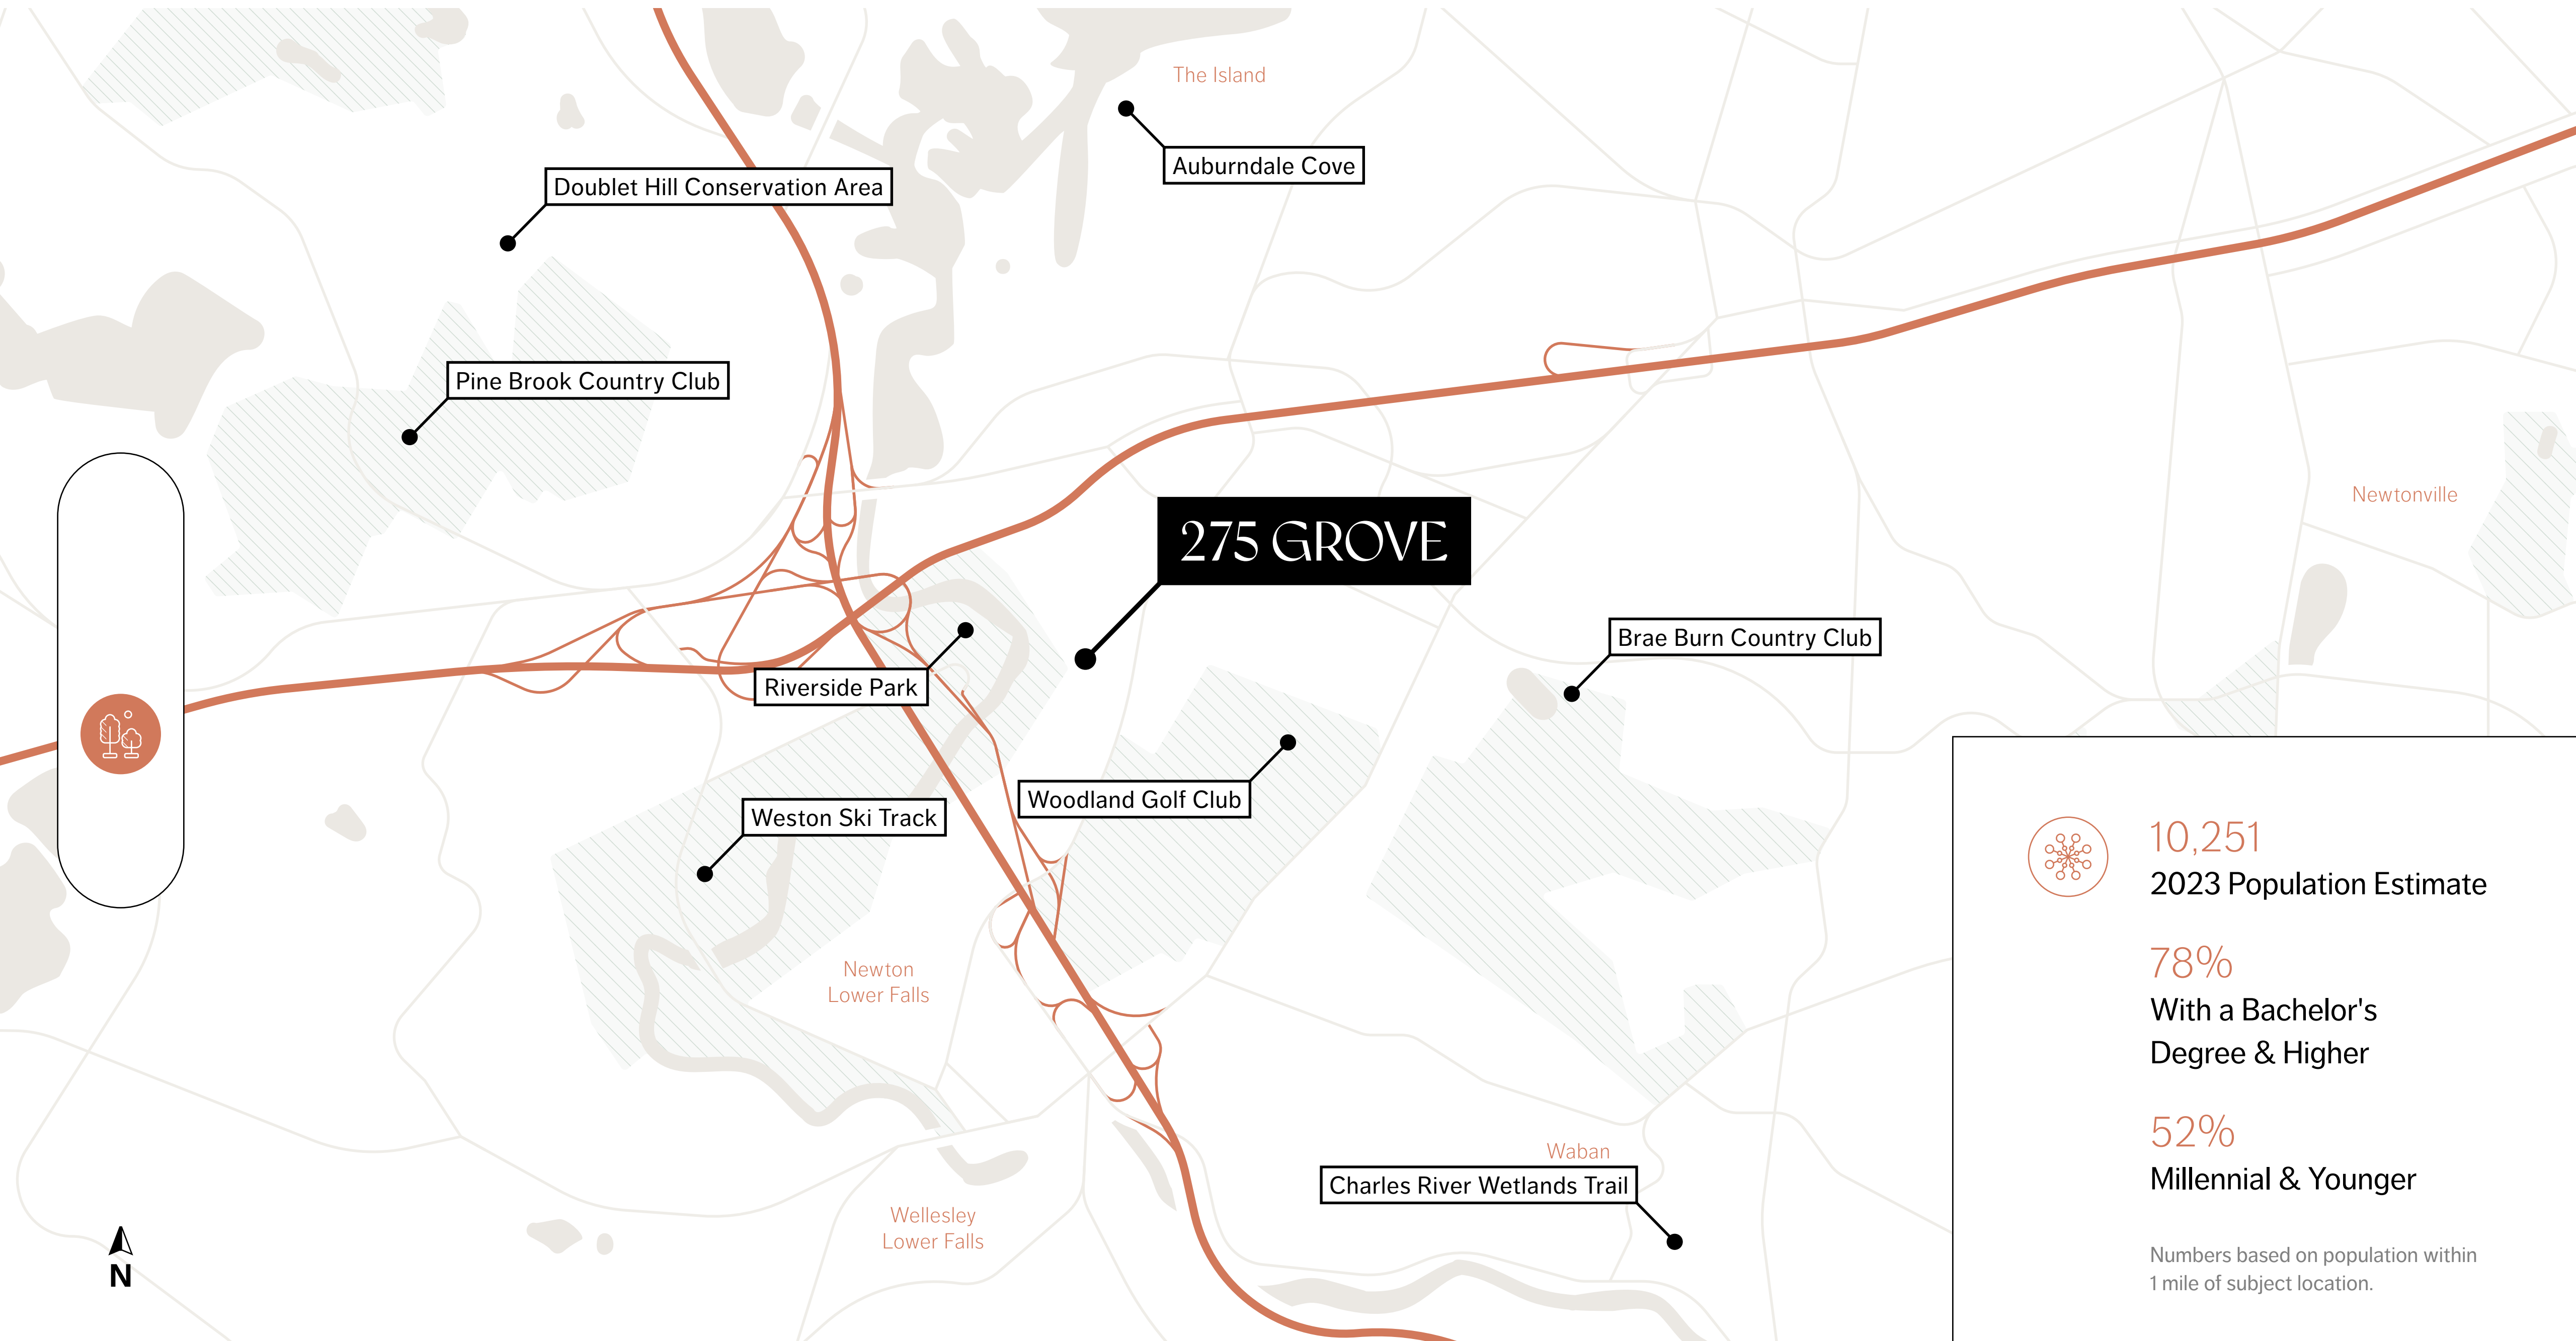 The Island
Auburndale Cove
Doublet Hill Conservation Area
Pine Brook Country Club
Newtonville
275 GROVE
Brae Burn Country Club
Riverside Park
Woodland Golf Club
Weston Ski Track
Newton
Lower Falls
Waban
Charles River Wetlands Trail
Wellesley
Lower Falls
N
10,251
2023 Population Estimate
78%
With a Bachelor's
Degree & Higher
52%
Millennial & Younger
Numbers based on population within
1 mile of subject location.